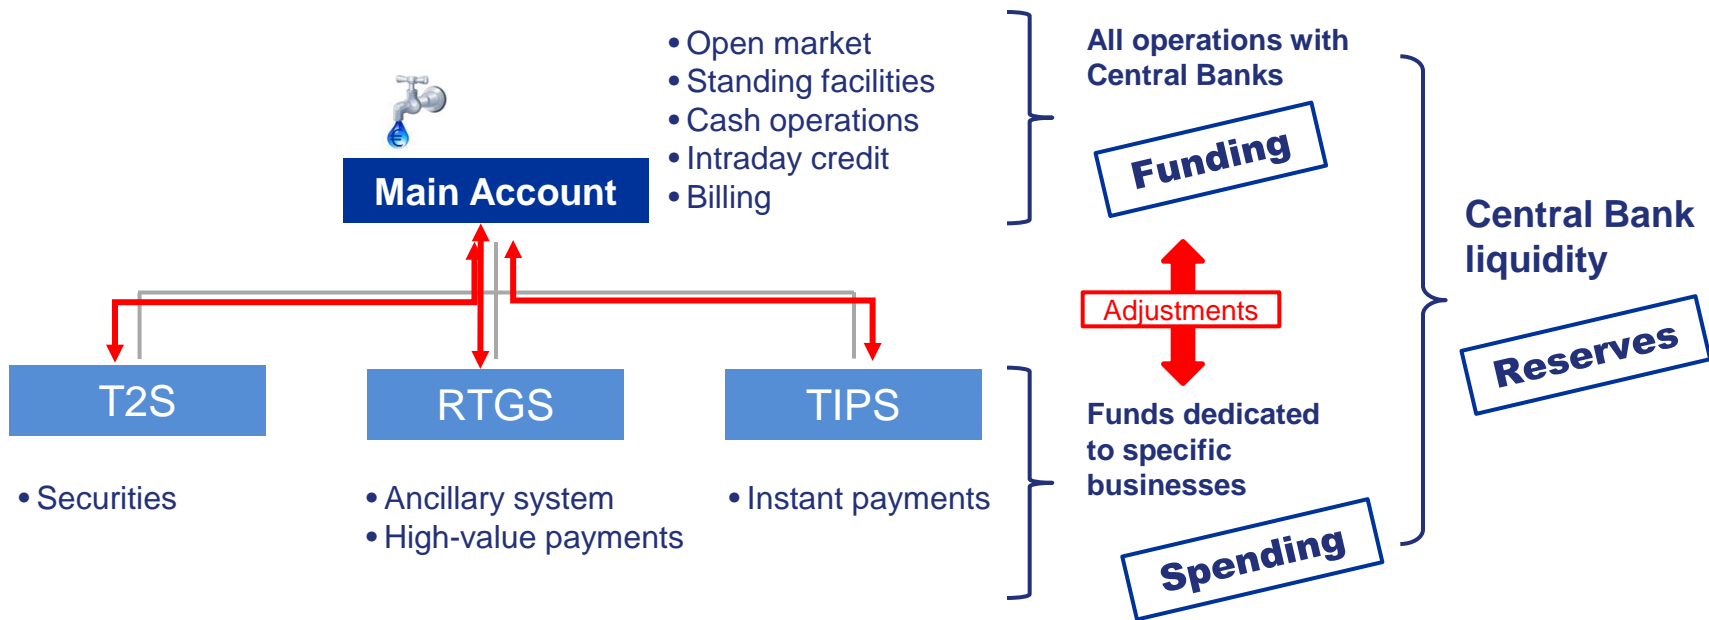 • Open market
• Standing facilities
• Cash operations
• Intraday credit
• Billing
€
Main Account
All operations with
Central Banks
Funding
Central Bank
liquidity
Adjustments
Reserves
T2S
RTGS
TIPS
Funds dedicated
to specific
businesses
• Securities
• Ancillary system
• High-value payments
• Instant payments
Spending